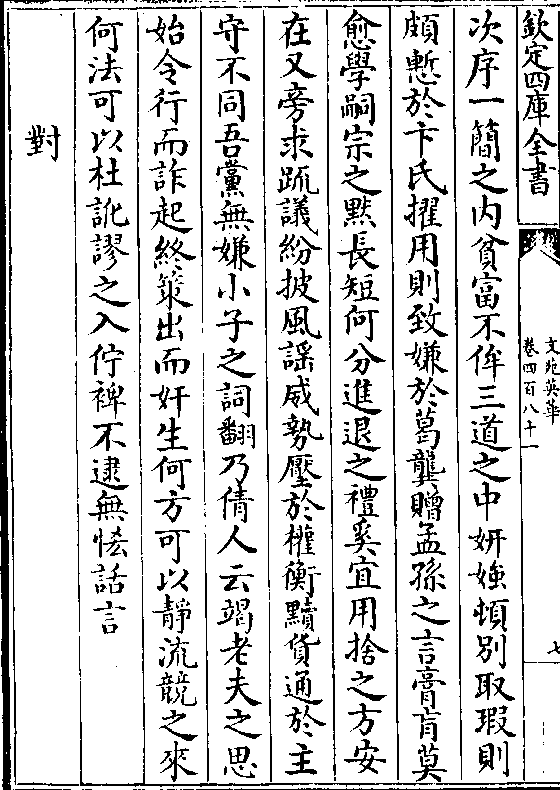 欽定四庫全書
文苑英華
卷四百八十一
七
次序一簡之内貧富不侔三道之中妍媸頓别取瑕則
頗慙於卞氏擢用則致嫌於葛龔贈孟孫之言膏肓莫
愈學嗣宗之黙長短何分進退之禮奚宜用捨之方安
在又旁求䟽議紛披風謡威勢壓於權衡黷貨通於主
守不同吾黨無嫌小子之詞翻乃倩人云竭老夫之思
始令行而詐起終䇿出而奸生何方可以靜流競之來
何法可以杜訛謬之入佇裨不逮無恡話言
對